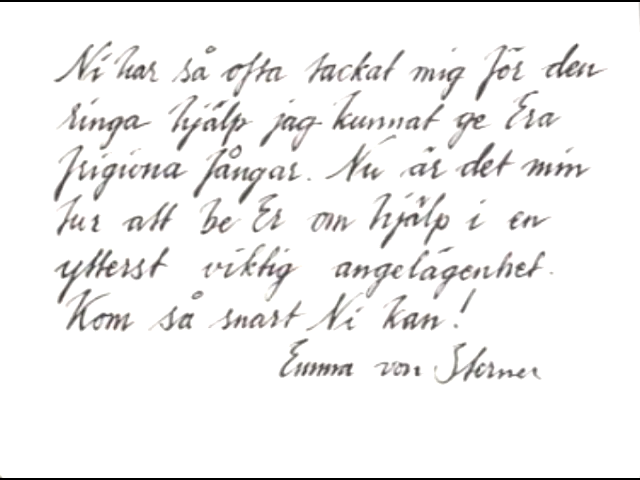 Ni har så ofta tackat mig för den
ringa hjälp jag kunnat ge Era
frigivna fångar. Nu är det min
tur att be Er om hjälp i en
ytterst viktig angelägenhet.
Kom så snart Ni kan!
Emma von Sterner